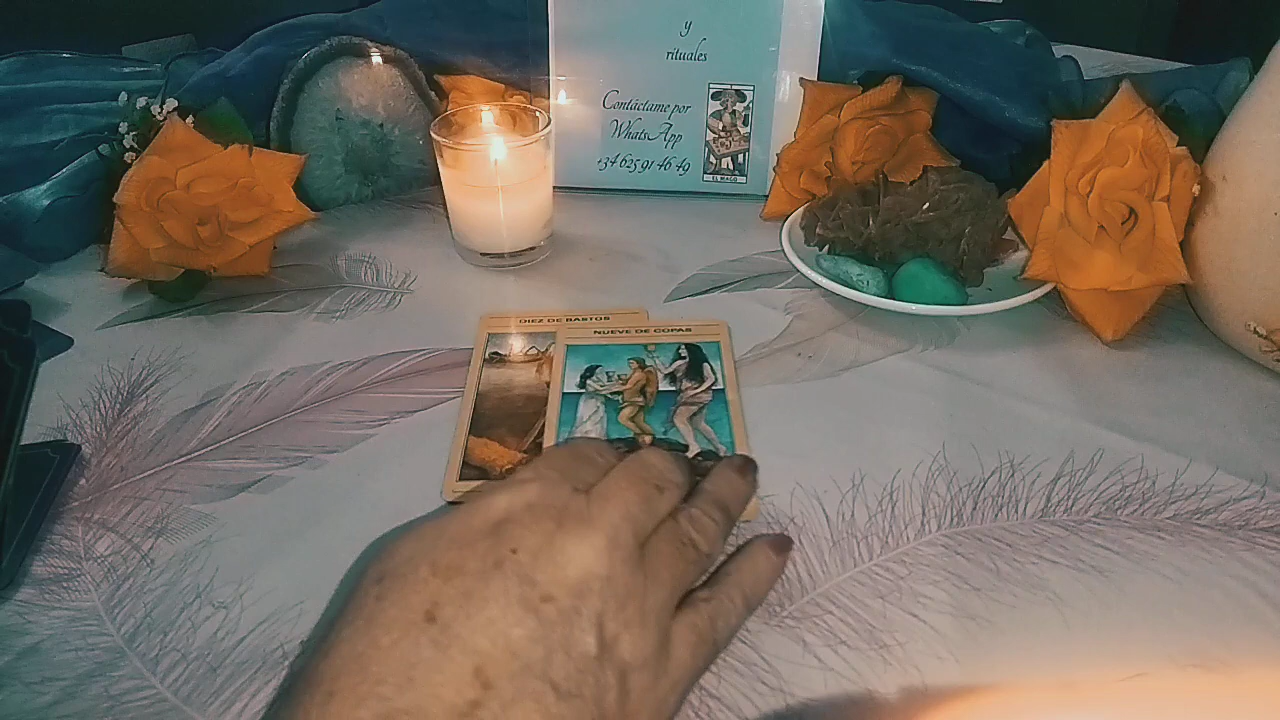 y
rituales
Contáctame por
WhatsApp
+34 625 91 46 49
EL MAGO
DIEZ DE BASTOS
NUEVE DE COPAS